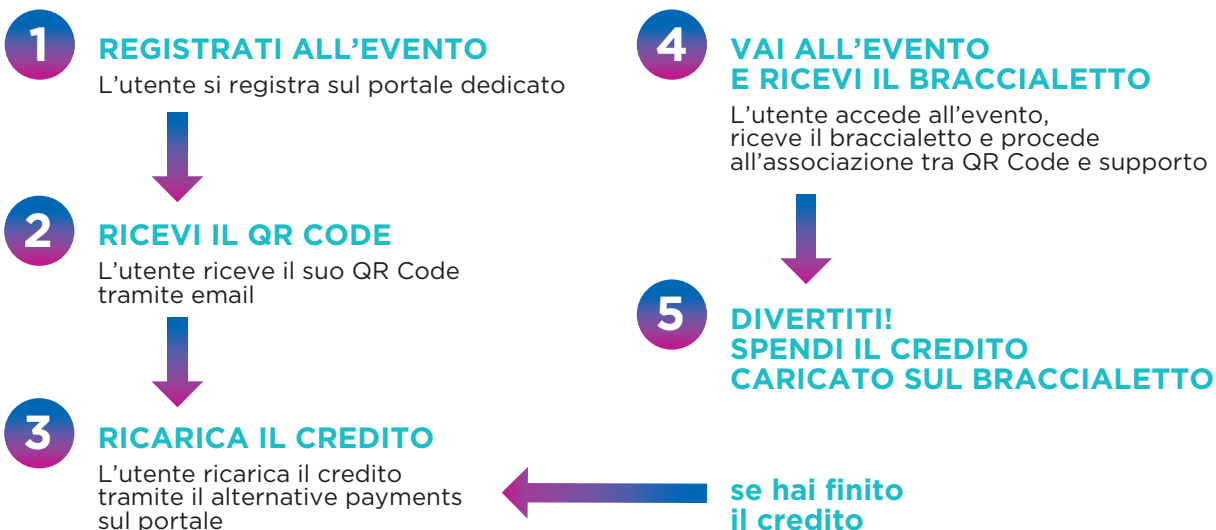 1
REGISTRATI ALL’EVENTO
L’utente si registra sul portale dedicato
2
RICEVI IL QR CODE
L’utente riceve il suo QR Code
tramite email
3
RICARICA IL CREDITO
L’utente ricarica il credito
tramite il alternative payments
sul portale
4
VAI ALL’EVENTO
E RICEVI IL BRACCIALETTO
L’utente accede all’evento,
riceve il braccialetto e procede
all’associazione tra QR Code e supporto
5
DIVERTITI!
SPENDI IL CREDITO
CARICATO SUL BRACCIALETTO
se hai finito
il credito